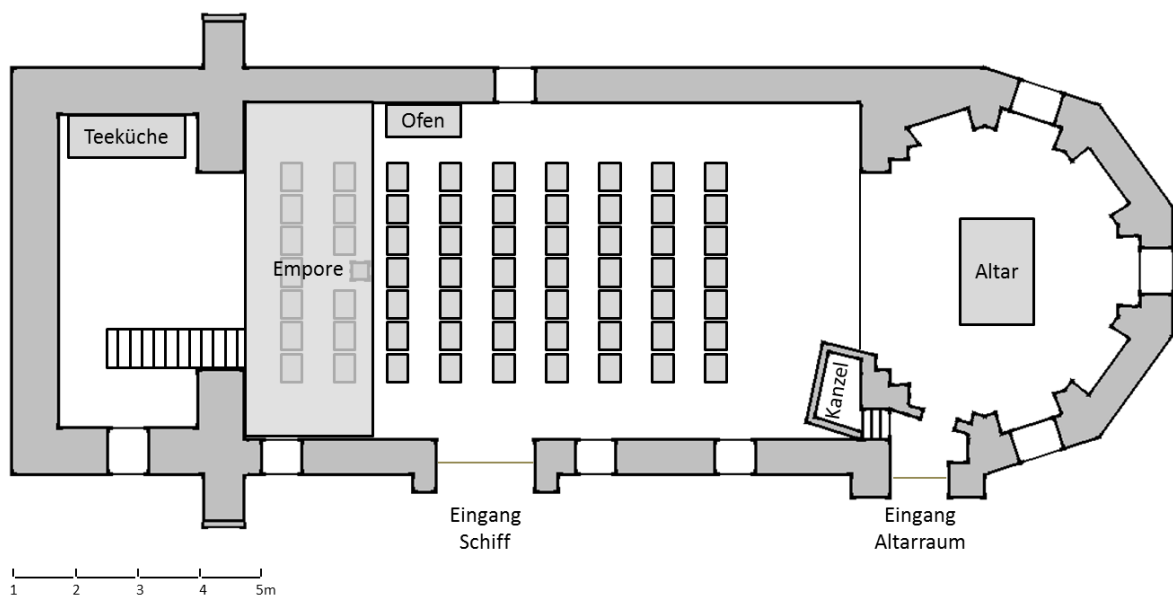 Teeküche
Ofen
Empore
Altar
Kanzel
Eingang
Schiff
Eingang
Altarraum
1 2 3 4 5m